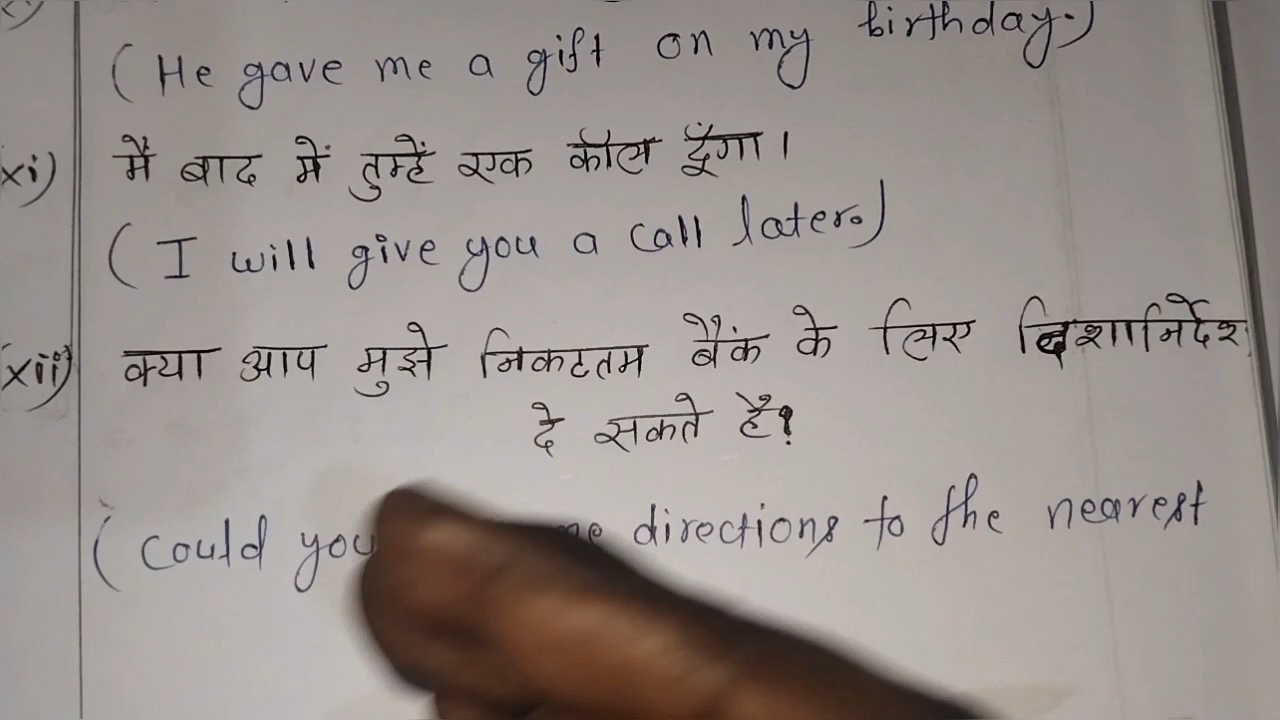 (He gave me a gift on my birthday.)
xi) मैं बाद में तुम्हें एक कॉल दूँगा।
(I will give you a call later.)
xii) क्या आप मुझे निकटतम बैंक के लिए दिशानिर्देश
दे सकते हैं?
(Could you directions to the nearest